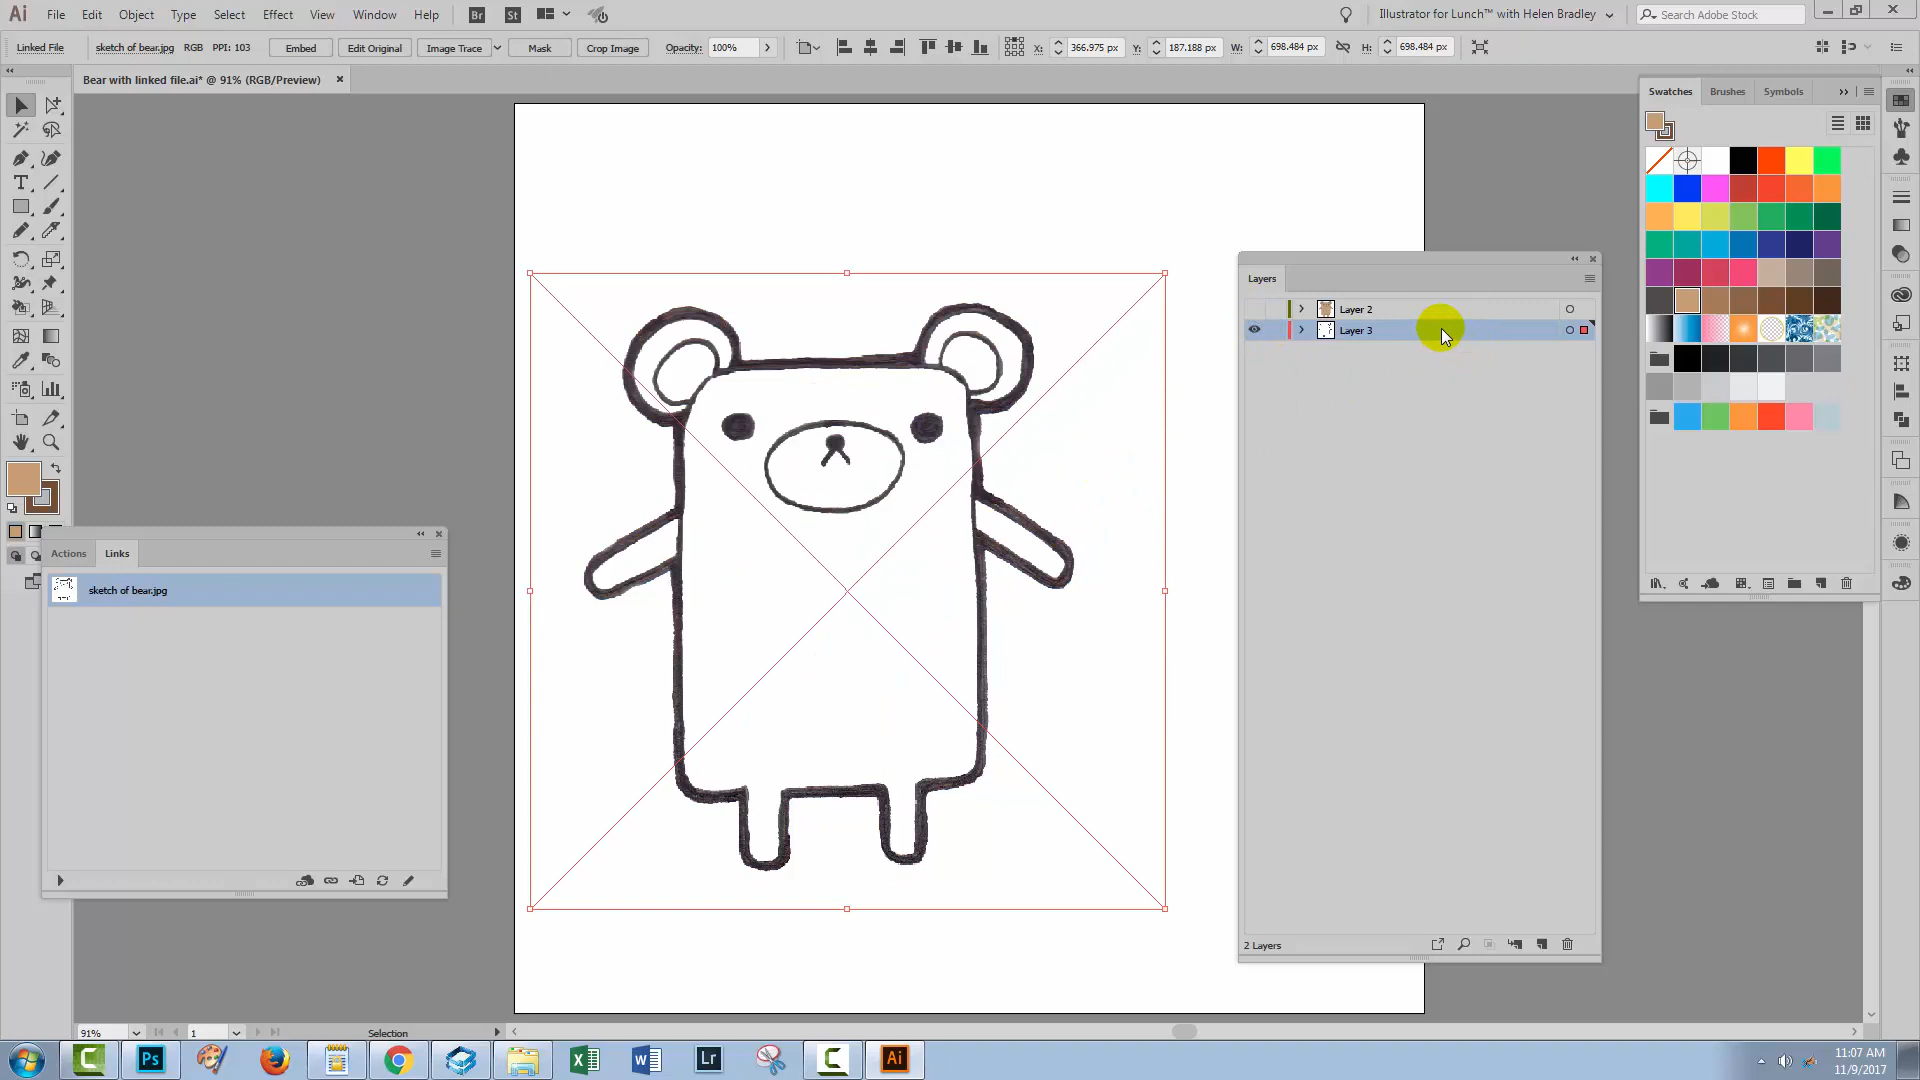 Ai File Edit Object Type Select Effect View Window Help Br St Illustrator for Lunch™ with Helen Bradley Search Adobe Stock
Linked File sketch of bear.jpg RGB PPI: 103 Embed Edit Original Image Trace Mask Crop Image Opacity: 100% X: 366.975 px Y: 187.188 px W: 698.484 px H: 698.484 px
Bear with linked file.ai* @ 91% (RGB/Preview)
Swatches Brushes Symbols
Layers
Layer 2
Layer 3
Actions Links
sketch of bear.jpg
2 Layers
91% 1 Selection
Ps Lr Ai
11:07 AM
11/9/2017